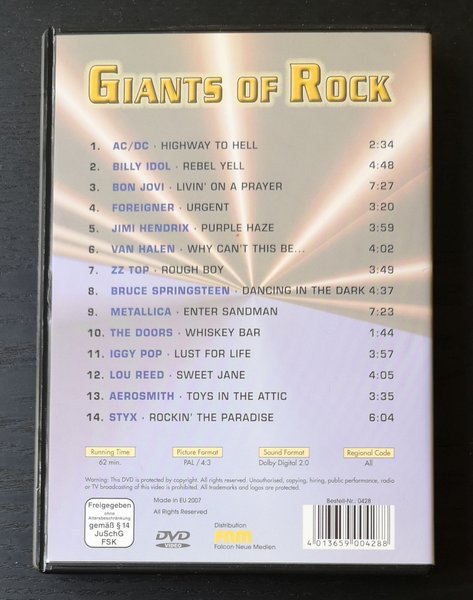 GIANTS OF ROCK
1. AC/DC · HIGHWAY TO HELL 2:34
2. BILLY IDOL · REBEL YELL 4:48
3. BON JOVI · LIVIN' ON A PRAYER 7:27
4. FOREIGNER · URGENT 3:20
5. JIMI HENDRIX · PURPLE HAZE 3:59
6. VAN HALEN · WHY CAN'T THIS BE... 4:02
7. ZZ TOP · ROUGH BOY 3:49
8. BRUCE SPRINGSTEEN · DANCING IN THE DARK 4:37
9. METALLICA · ENTER SANDMAN 7:23
10. THE DOORS · WHISKEY BAR 1:44
11. IGGY POP · LUST FOR LIFE 3:57
12. LOU REED · SWEET JANE 4:05
13. AEROSMITH · TOYS IN THE ATTIC 3:35
14. STYX · ROCKIN' THE PARADISE 6:04
Running Time Picture Format Sound Format Regional Code
62 min. PAL / 4:3 Dolby Digital 2.0 All
Warning: This DVD is protected by copyright. All rights reserved. Unauthorised, copying, hiring, public performance, radio
or TV broadcasting of this video is prohibited. All trademarks and logos are protected.
Freigegeben
ohne
Altersbeschränkung
gemäß § 14
JuSchG
FSK
Made in EU 2007
All Rights Reserved
DVD
VIDEO
Distribution
FNM
Falcon Neue Medien
Bestell-Nr.: 0428
4 013659 004288